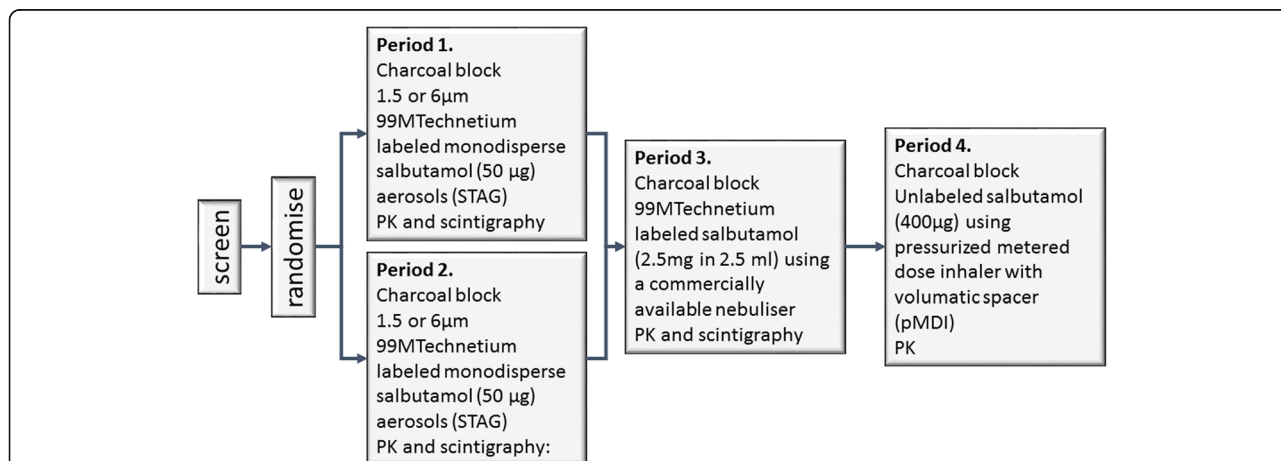 screen
randomise
Period 1.
Charcoal block
1.5 or 6µm
99MTechnetium
labeled monodisperse
salbutamol (50 µg)
aerosols (STAG)
PK and scintigraphy
Period 2.
Charcoal block
1.5 or 6µm
99MTechnetium
labeled monodisperse
salbutamol (50 µg)
aerosols (STAG)
PK and scintigraphy:
Period 3.
Charcoal block
99MTechnetium
labeled salbutamol
(2.5mg in 2.5 ml) using
a commercially
available nebuliser
PK and scintigraphy
Period 4.
Charcoal block
Unlabeled salbutamol
(400µg) using
pressurized metered
dose inhaler with
volumatic spacer
(pMDI)
PK